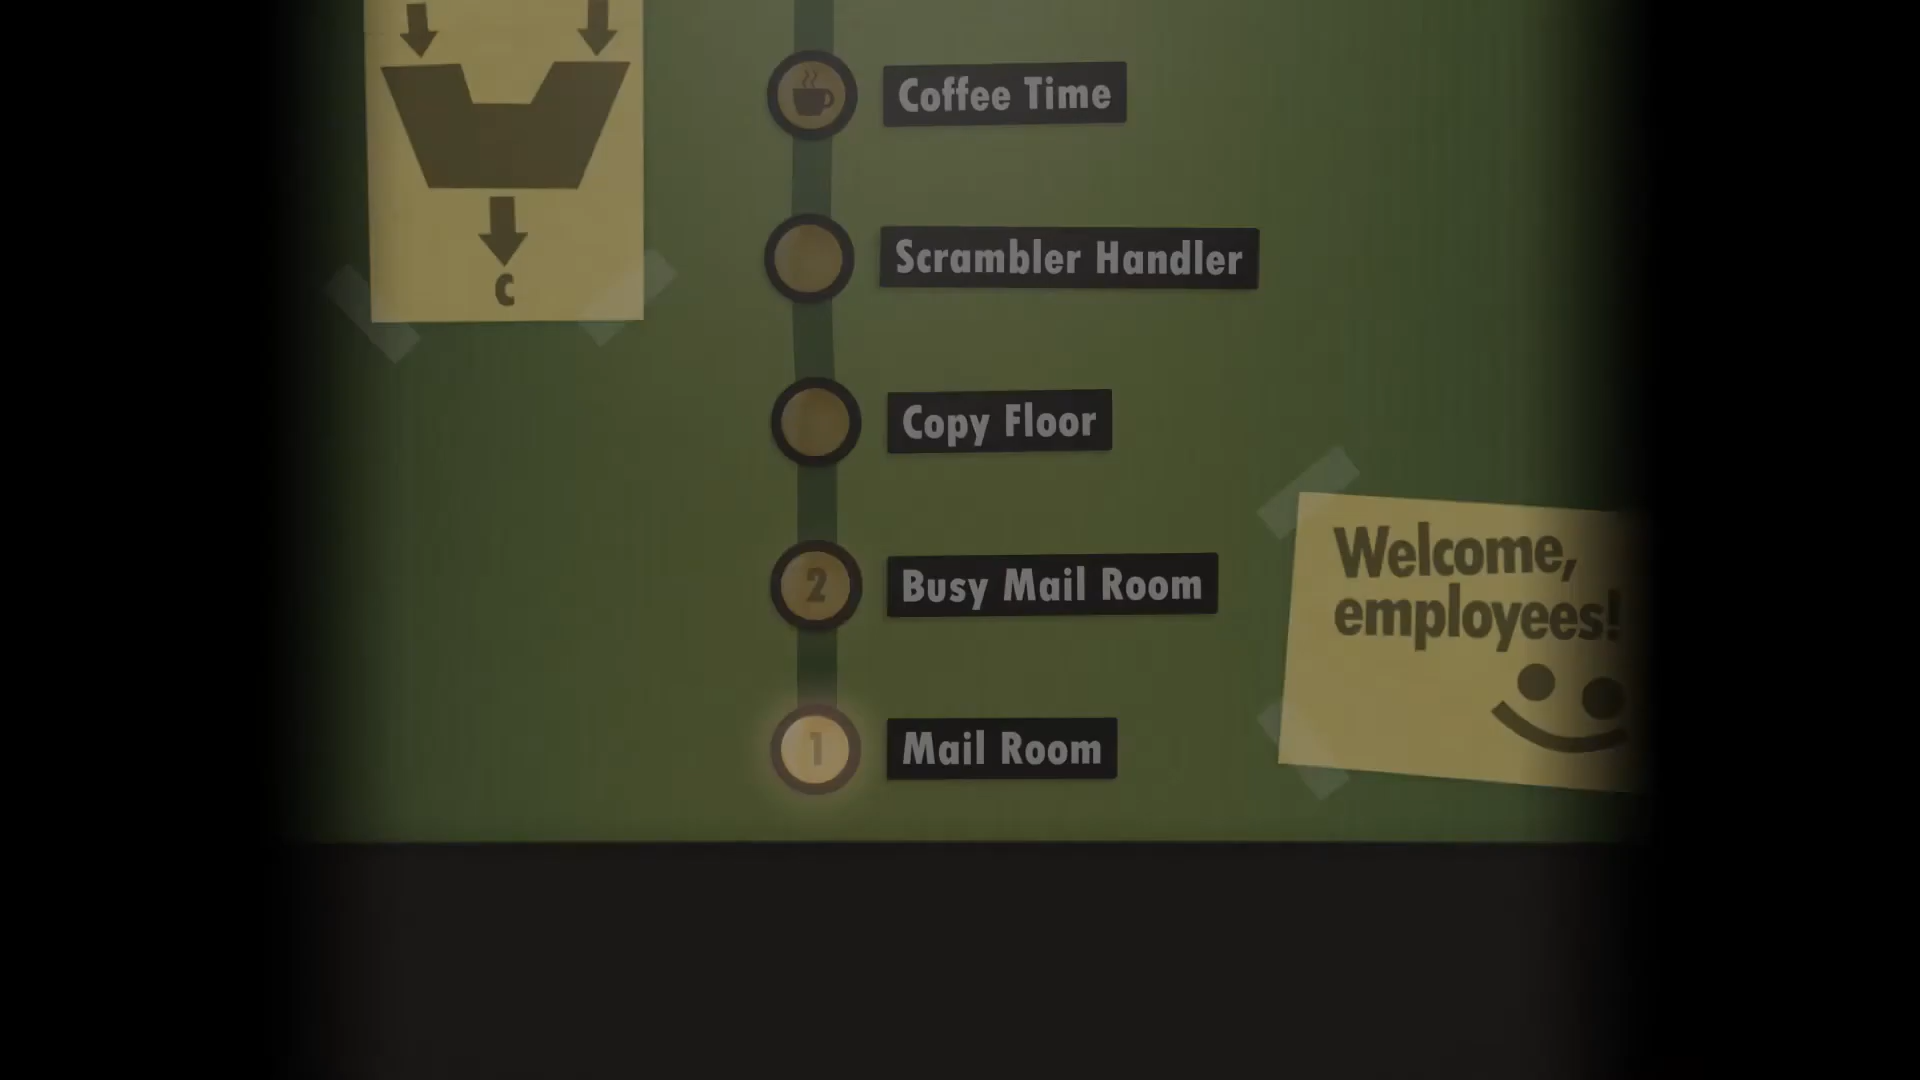 Coffee Time
Scrambler Handler
C
Copy Floor
2 Busy Mail Room
Welcome,
employees!
1 Mail Room